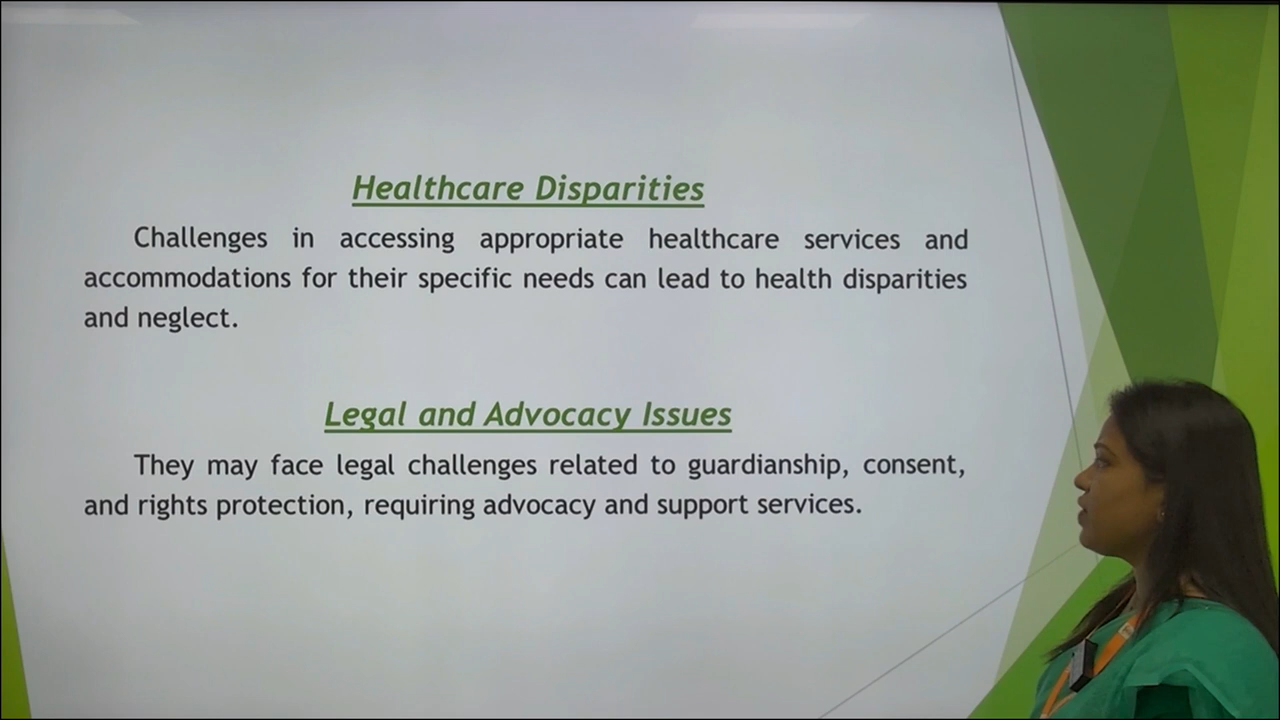 Healthcare Disparities
Challenges in accessing appropriate healthcare services and
accommodations for their specific needs can lead to health disparities
and neglect.
Legal and Advocacy Issues
They may face legal challenges related to guardianship, consent,
and rights protection, requiring advocacy and support services.